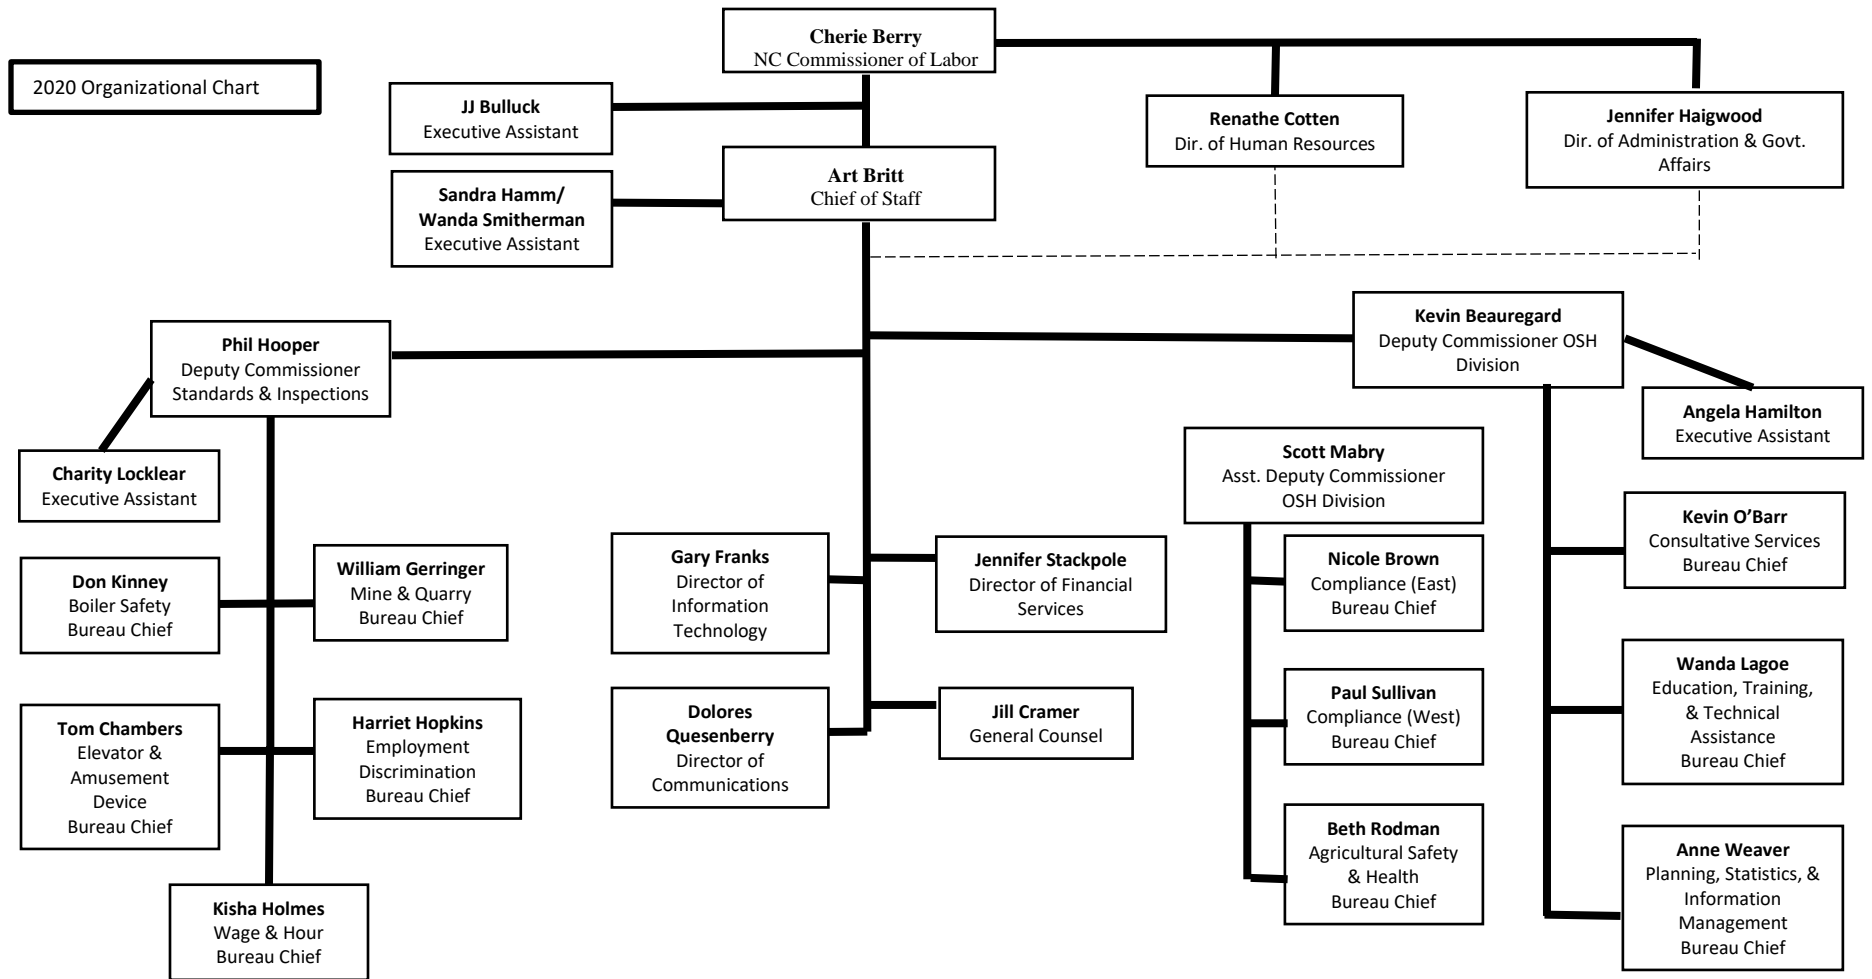 Cherie Berry
NC Commissioner of Labor
2020 Organizational Chart
JJ Bulluck
Executive Assistant
Renathe Cotten
Dir. of Human Resources
Jennifer Haigwood
Dir. of Administration & Govt.
Affairs
Art Britt
Chief of Staff
Sandra Hamm/
Wanda Smitherman
Executive Assistant
Phil Hooper
Deputy Commissioner
Standards & Inspections
Kevin Beauregard
Deputy Commissioner OSH
Division
Charity Locklear
Executive Assistant
Angela Hamilton
Executive Assistant
Scott Mabry
Asst. Deputy Commissioner
OSH Division
Don Kinney
Boiler Safety
Bureau Chief
William Gerringer
Mine & Quarry
Bureau Chief
Gary Franks
Director of
Information
Technology
Jennifer Stackpole
Director of Financial
Services
Nicole Brown
Compliance (East)
Bureau Chief
Kevin O’Barr
Consultative Services
Bureau Chief
Tom Chambers
Elevator &
Amusement
Device
Bureau Chief
Harriet Hopkins
Employment
Discrimination
Bureau Chief
Dolores
Quesenberry
Director of
Communications
Jill Cramer
General Counsel
Paul Sullivan
Compliance (West)
Bureau Chief
Wanda Lagoe
Education, Training,
& Technical
Assistance
Bureau Chief
Kisha Holmes
Wage & Hour
Bureau Chief
Beth Rodman
Agricultural Safety
& Health
Bureau Chief
Anne Weaver
Planning, Statistics, &
Information
Management
Bureau Chief